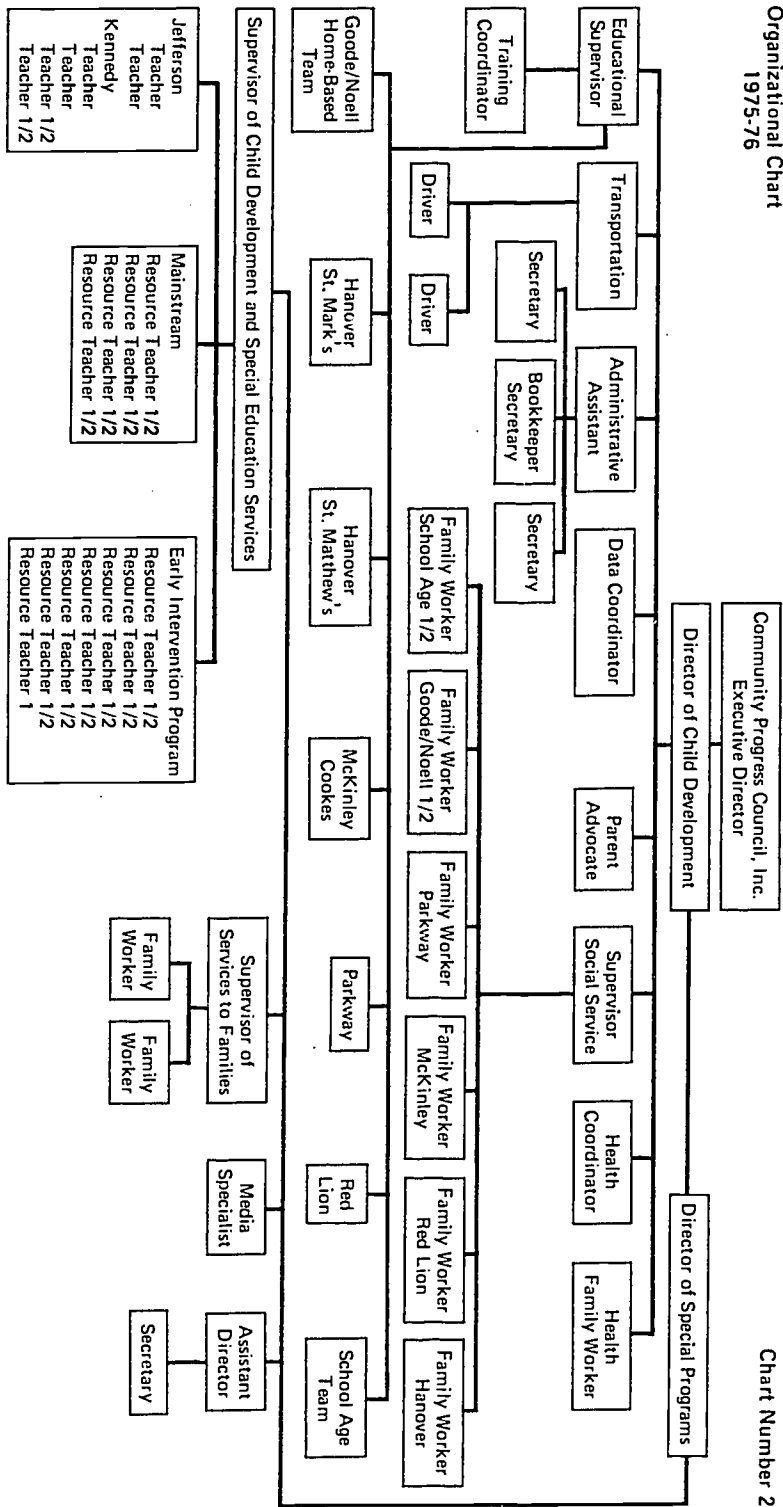 Organizational Chart
1975-76
Chart Number 2
Community Progress Council, Inc.
Executive Director
Director of Child Development
Director of Special Programs
Educational
Supervisor
Transportation
Administrative
Assistant
Data Coordinator
Parent
Advocate
Supervisor
Social Service
Health
Coordinator
Health
Family Worker
Training
Coordinator
Secretary
Bookkeeper
Secretary
Secretary
Driver
Driver
Family Worker
School Age 1/2
Family Worker
Goode/Noell 1/2
Family Worker
Parkway
Family Worker
McKinley
Family Worker
Red Lion
Family Worker
Hanover
Goode/Noell
Home-Based
Team
Hanover
St. Mark's
Hanover
St. Matthew's
McKinley
Cookes
Parkway
Red
Lion
School Age
Team
Supervisor of Child Development and Special Education Services
Supervisor of
Services to Families
Media
Specialist
Assistant
Director
Family
Worker
Family
Worker
Secretary
Jefferson
Teacher
Teacher
Kennedy
Teacher
Teacher
Teacher 1/2
Teacher 1/2
Mainstream
Resource Teacher 1/2
Resource Teacher 1/2
Resource Teacher 1/2
Resource Teacher 1/2
Early Intervention Program
Resource Teacher 1/2
Resource Teacher 1/2
Resource Teacher 1/2
Resource Teacher 1/2
Resource Teacher 1/2
Resource Teacher 1/2
Resource Teacher 1